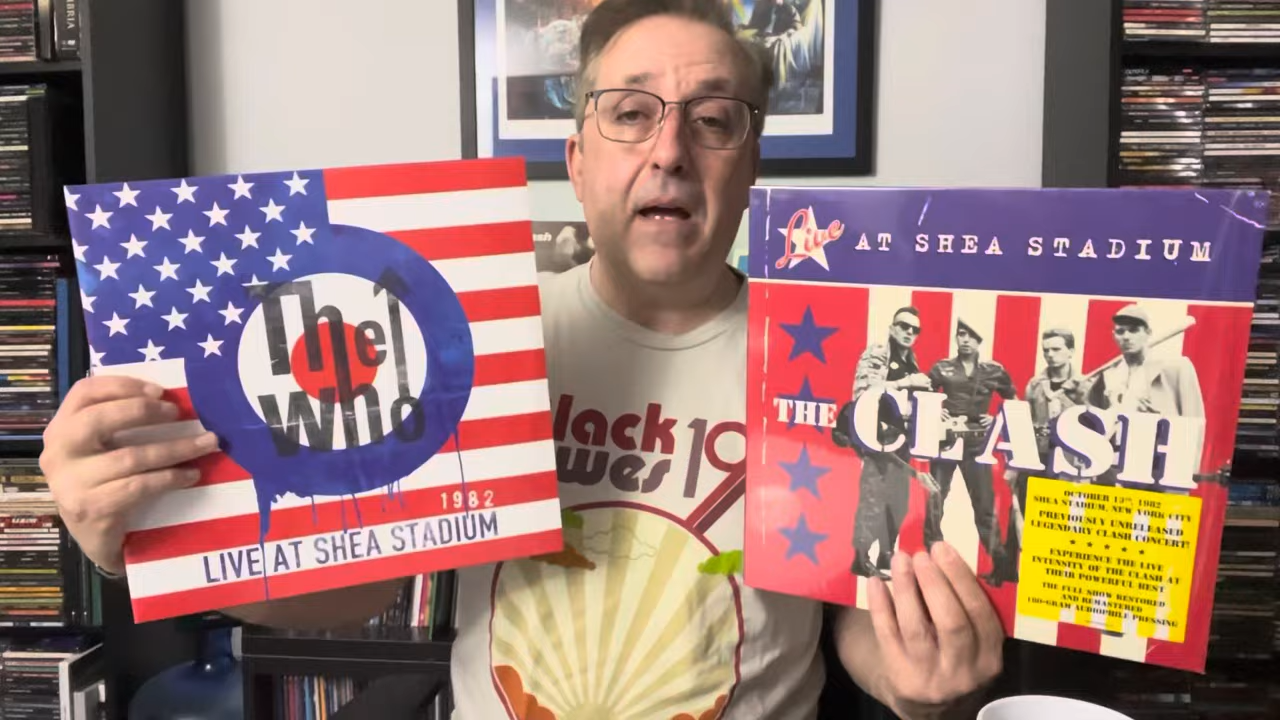 The
Who
1982
LIVE AT SHEA STADIUM
lack
wes
19
Live AT SHEA STADIUM
THE CLASH
OCTOBER 13TH, 1982
SHEA STADIUM, NEW YORK CITY
PREVIOUSLY UNRELEASED
LEGENDARY CLASH CONCERT!
EXPERIENCE THE LIVE
INTENSITY OF THE CLASH AT
THEIR POWERFUL BEST
THE FULL SHOW RESTORED
AND REMASTERED
180-GRAM AUDIOPHILE PRESSING